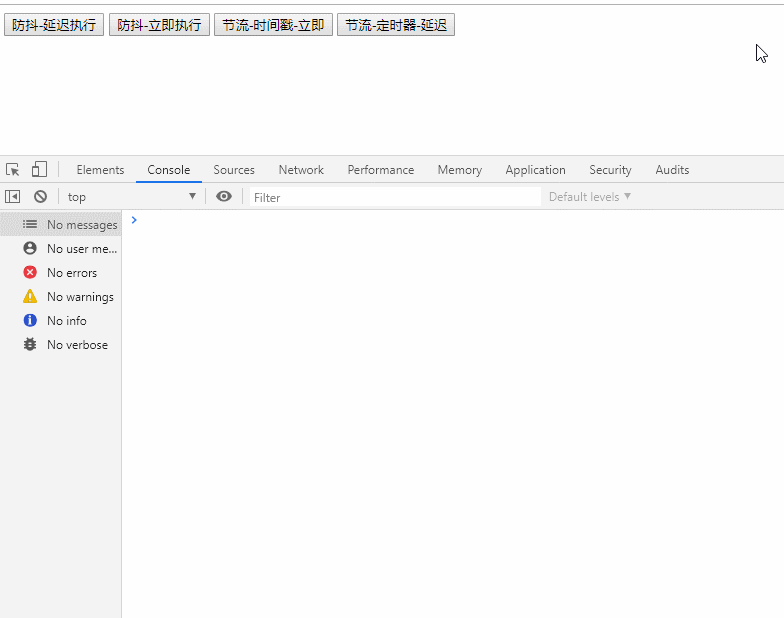 防抖-延迟执行 防抖-立即执行 节流-时间戳-立即 节流-定时器-延迟
Elements Console Sources Network Performance Memory Application Security Audits
top Filter Default levels
No messages
No user me...
No errors
No warnings
No info
No verbose